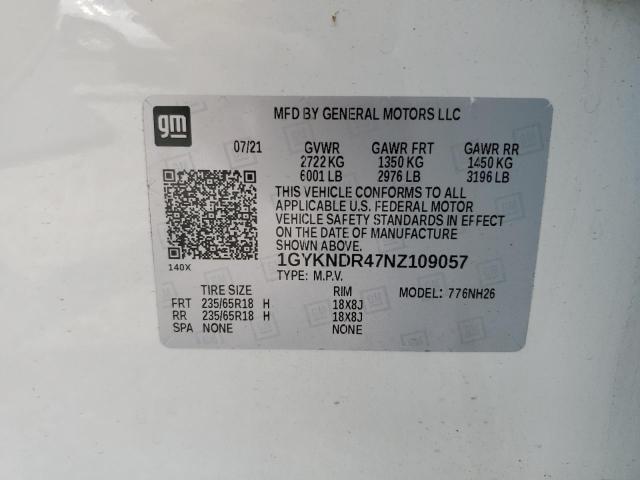 gm
MFD BY GENERAL MOTORS LLC
07/21 GVWR GAWR FRT GAWR RR
2722 KG 1350 KG 1450 KG
6001 LB 2976 LB 3196 LB
THIS VEHICLE CONFORMS TO ALL
APPLICABLE U.S. FEDERAL MOTOR
VEHICLE SAFETY STANDARDS IN EFFECT
ON THE DATE OF MANUFACTURE
SHOWN ABOVE.
140X
1GYKNDR47NZ109057
TYPE: M.P.V.
TIRE SIZE RIM MODEL: 776NH26
FRT 235/65R18 H 18X8J
RR 235/65R18 H 18X8J
SPA NONE NONE